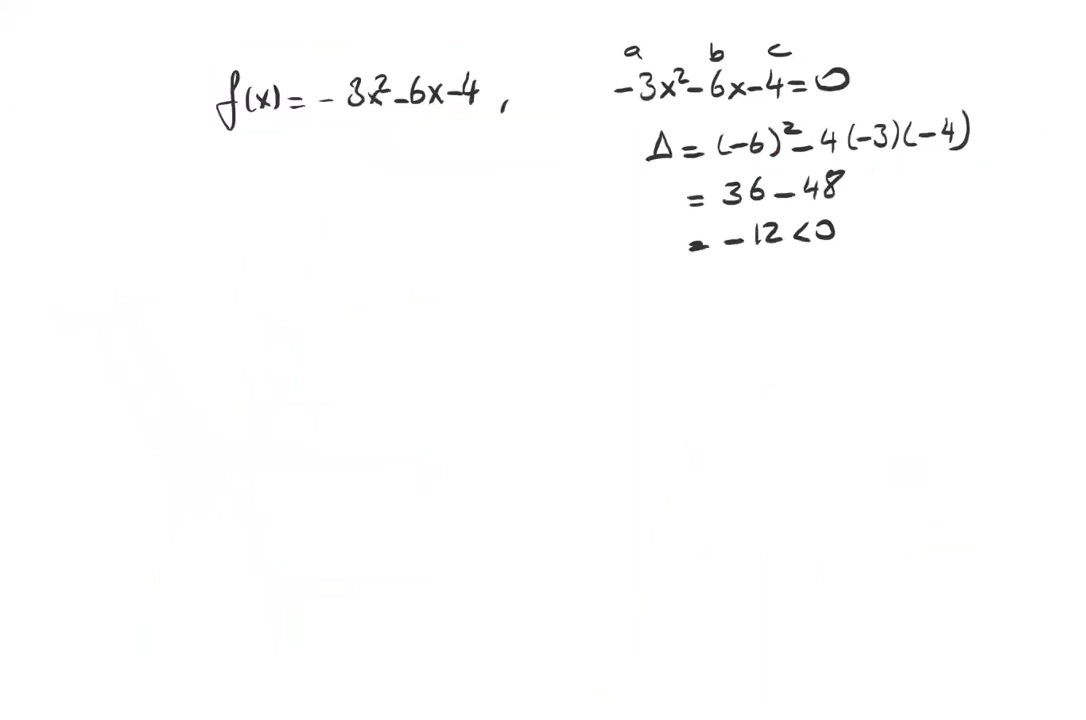 f(x) = - 3x² - 6x - 4 ,
a b c
- 3x² - 6x - 4 = 0
Δ = (-6)² - 4 (-3)(-4)
= 36 - 48
= - 12 < 0